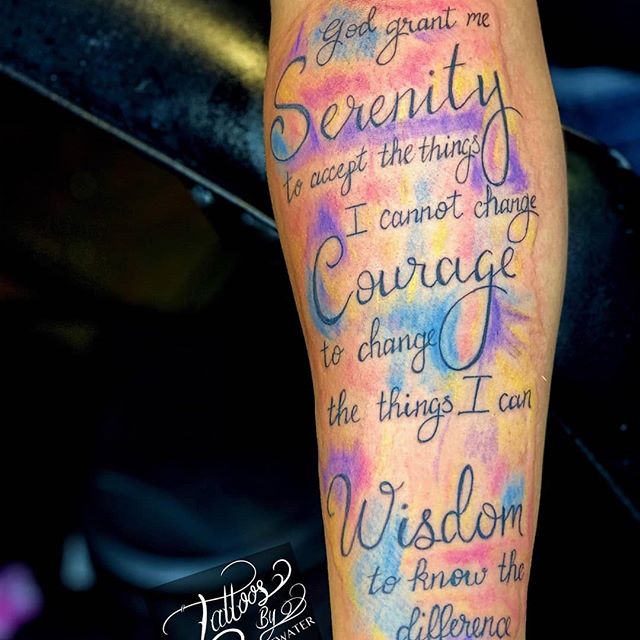 God grant me
Serenity
to accept the things
I cannot change
Courage
to change
the things I can
Wisdom
to know the
difference
Tattoos
By
WATER